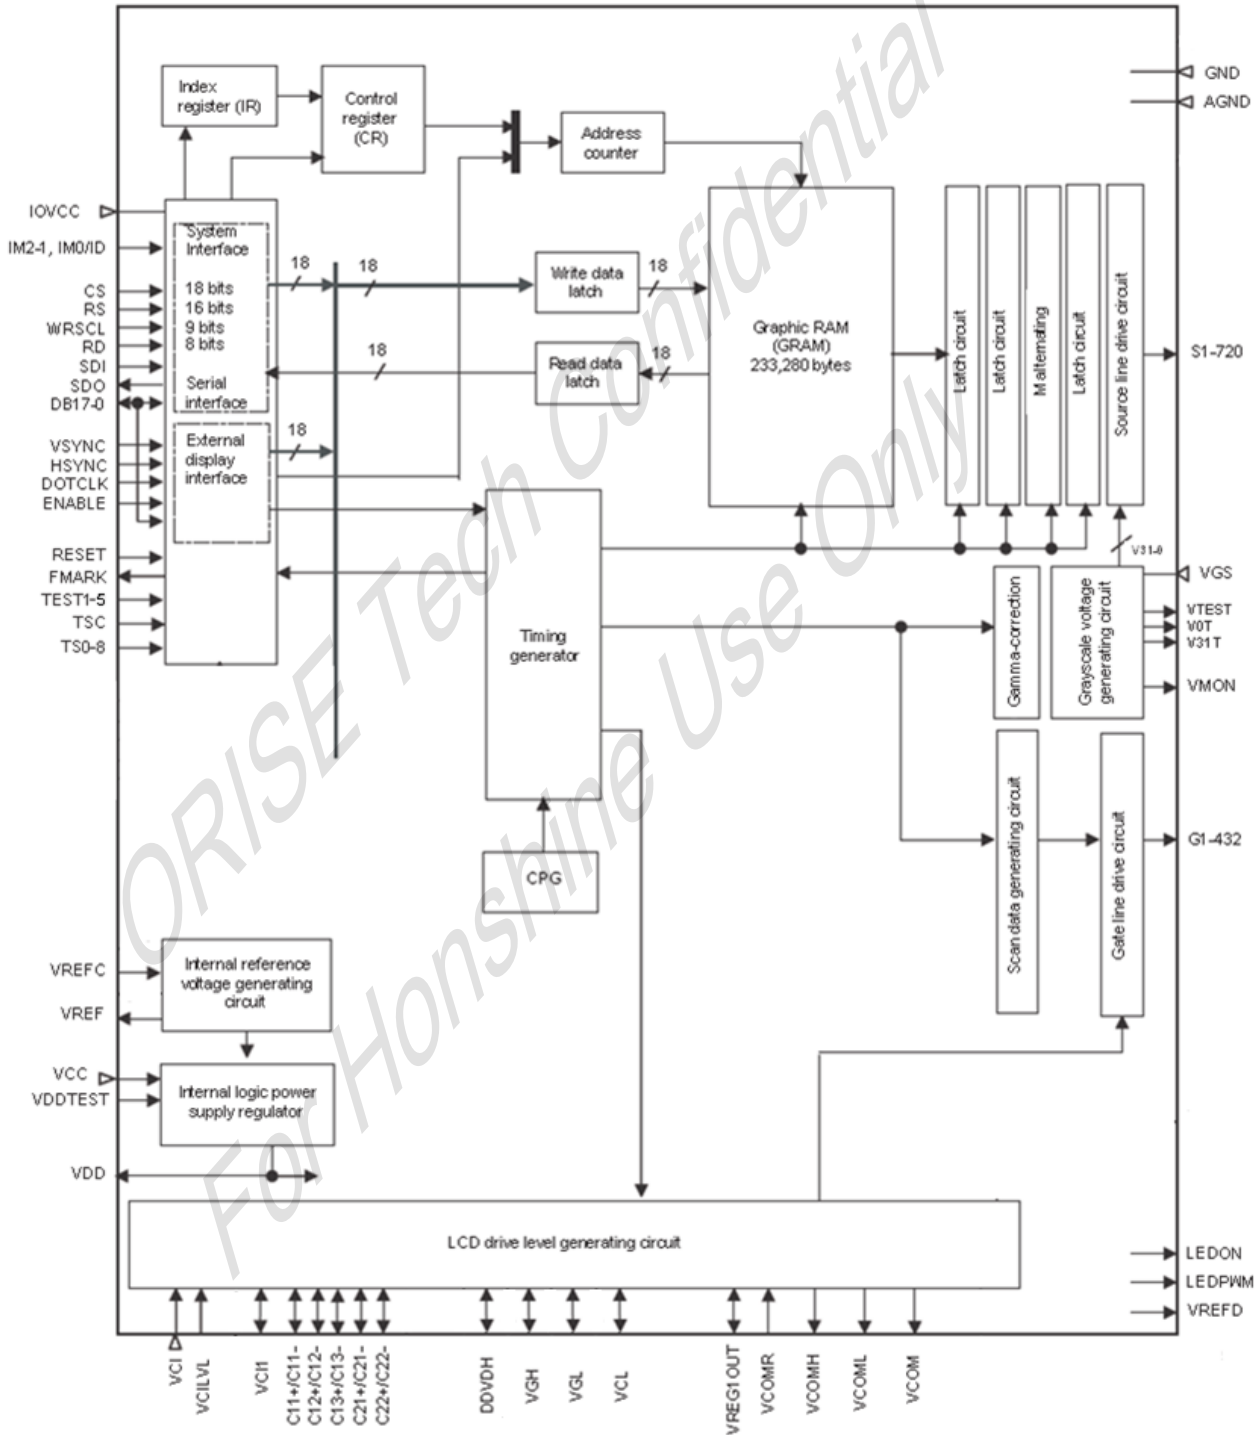 GND
AGND
Index
register (IR)
Control
register
(CR)
Address
counter
IOVCC
IM2-1, IM0/ID
CS
RS
WRSCL
RD
SDI
SDO
DB17-0
VSYNC
HSYNC
DOTCLK
ENABLE
RESET
FMARK
TEST1-5
TSC
TS0-8
System
Interface
18 bits
16 bits
9 bits
8 bits
Serial
interface
External
display
interface
18
18
18
18
18
18
Write data
latch
Read data
latch
Graphic RAM
(GRAM)
233,280 bytes
Latch circuit
Latch circuit
M alternating
Latch circuit
Source line drive circuit
S1-720
V31-0
VGS
VTEST
V0T
V31T
VMON
Timing
generator
Gamma-correction
Grayscale voltage
generating circuit
CPG
Scan data generating circuit
Gate line drive circuit
G1-432
VREFC
VREF
Internal reference
voltage generating
circuit
VCC
VDDTEST
Internal logic power
supply regulator
VDD
LCD drive level generating circuit
LEDON
LEDPWM
VREFD
VCI
VCILVL
VCI1
C11+/C11-
C12+/C12-
C13+/C13-
C21+/C21-
C22+/C22-
DDVDH
VGH
VGL
VCL
VREG1OUT
VCOMR
VCOMH
VCOML
VCOM
ORISE Tech Confidential
For Honshine Use Only